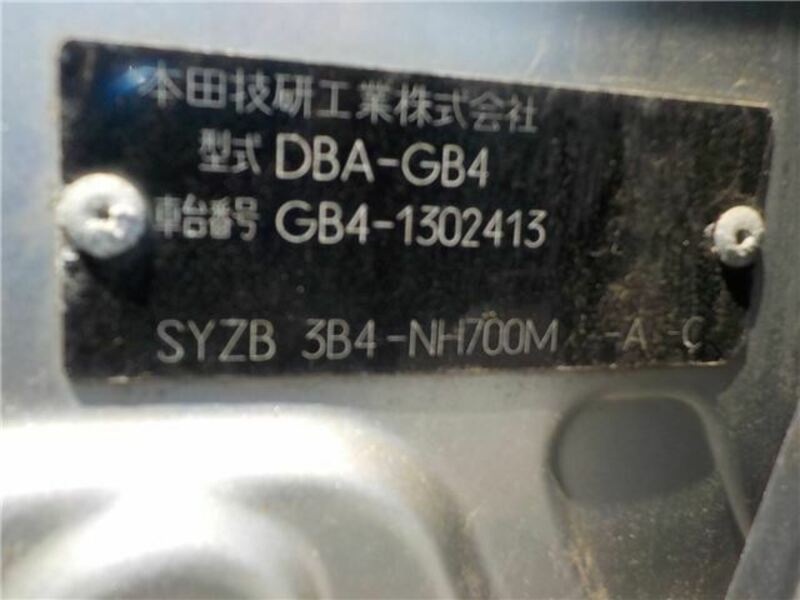 本田技研工業株式会社
型式 DBA-GB4
車台番号 GB4-1302413
SYZB 3B4-NH700M -A-C